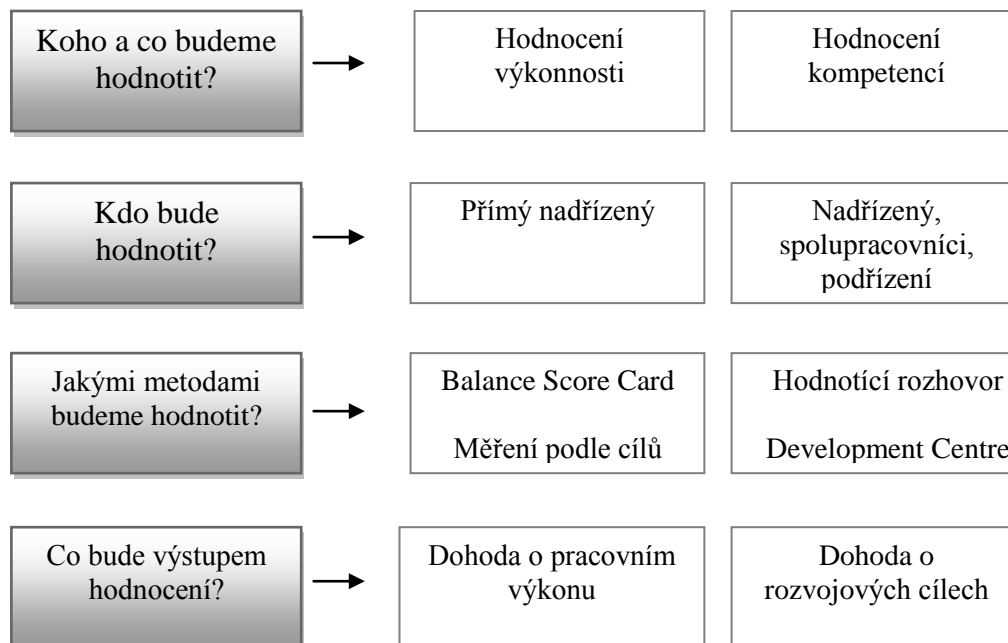 Koho a co budeme
hodnotit?
Hodnocení
výkonnosti
Hodnocení
kompetencí
Kdo bude
hodnotit?
Přímý nadřízený
Nadřízený,
spolupracovníci,
podřízení
Jakými metodami
budeme hodnotit?
Balance Score Card
Měření podle cílů
Hodnotící rozhovor
Development Centre
Co bude výstupem
hodnocení?
Dohoda o pracovním
výkonu
Dohoda o
rozvojových cílech